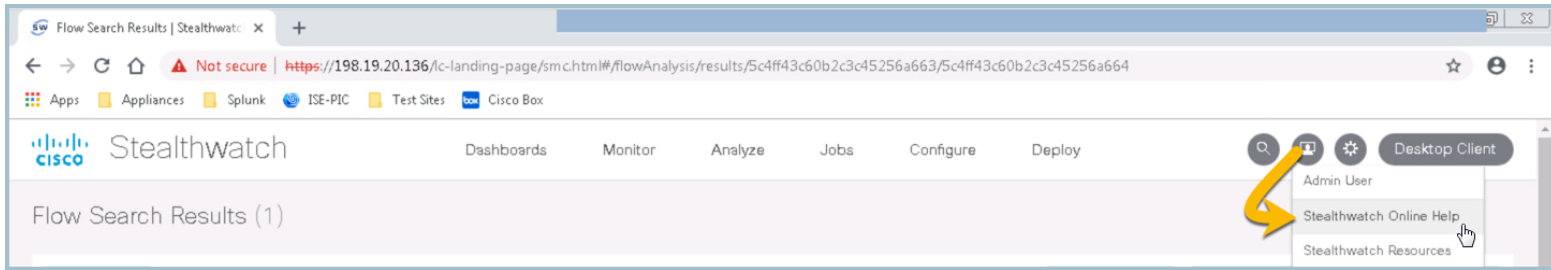 SW Flow Search Results | Stealthwatc
Not secure | https://198.19.20.136/lc-landing-page/smc.html#/flowAnalysis/results/5c4ff43c60b2c3c45256a663/5c4ff43c60b2c3c45256a664
Apps Appliances Splunk ISE-PIC Test Sites box Cisco Box
CISCO Stealthwatch Dashboards Monitor Analyze Jobs Configure Deploy Desktop Client
Admin User
Flow Search Results (1) Stealthwatch Online Help
Stealthwatch Resources